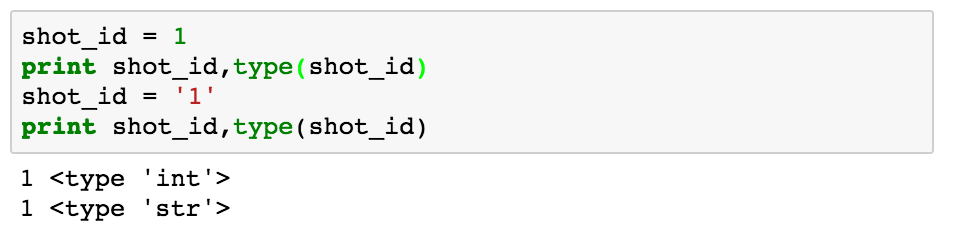 shot_id = 1
print shot_id,type(shot_id)
shot_id = '1'
print shot_id,type(shot_id)
1 <type 'int'>
1 <type 'str'>